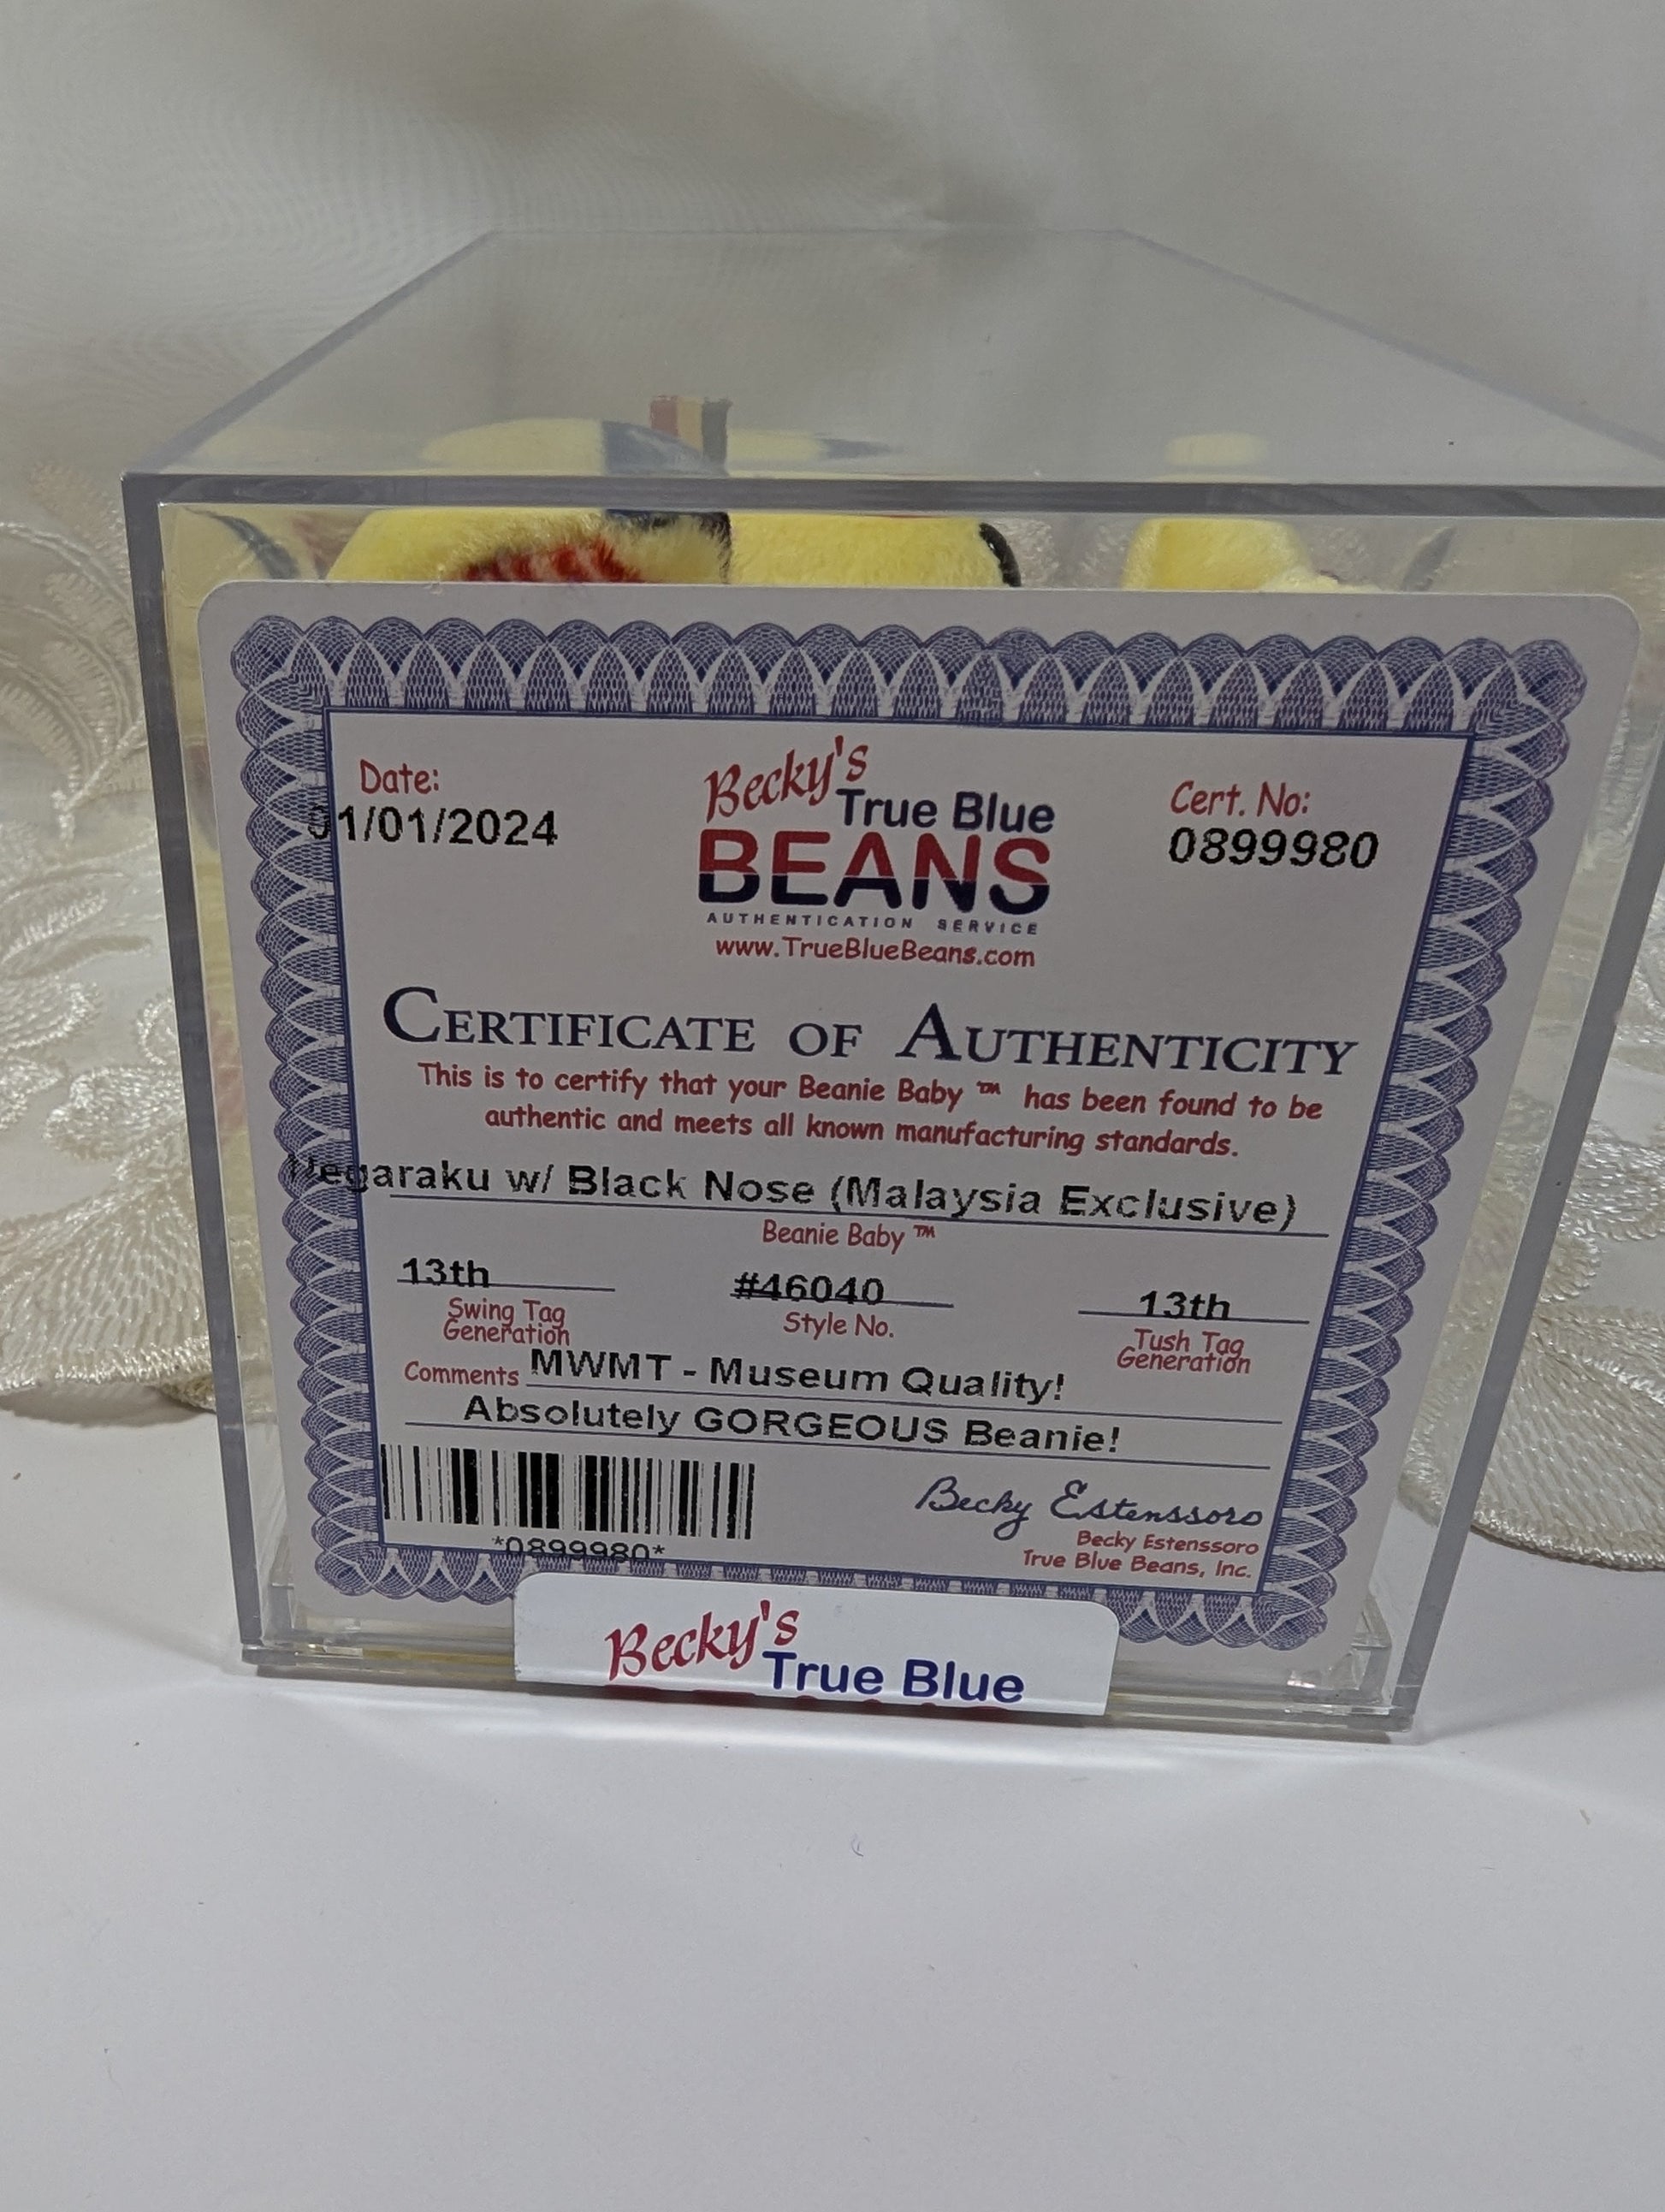 Date:
01/01/2024
Becky's
True Blue
BEANS
AUTHENTICATION SERVICE
www.TrueBlueBeans.com
Cert. No:
0899980
CERTIFICATE OF AUTHENTICITY
This is to certify that your Beanie Baby ™ has been found to be
authentic and meets all known manufacturing standards.
w/ Black Nose (Malaysia Exclusive)
Beanie Baby ™
13th #46040 13th
Swing Tag Generation
Style No.
Tush Tag Generation
Comments MWMT - Museum Quality!
Absolutely GORGEOUS Beanie!
*0899980*
Becky Estenssoro
Becky Estenssoro
True Blue Beans, Inc.
Becky's
True Blue